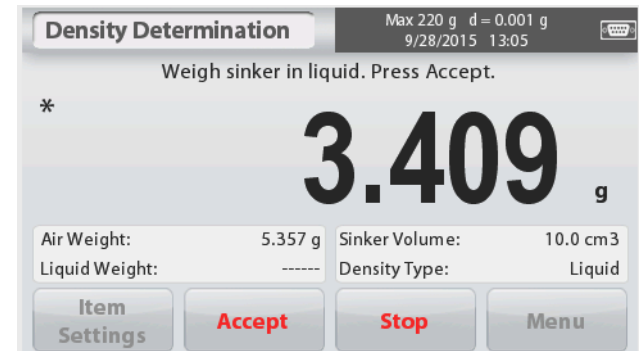 Density Determination
Max 220 g d = 0.001 g
9/28/2015 13:05
Weigh sinker in liquid. Press Accept.
*
3.409 g
Air Weight: 5.357 g Sinker Volume: 10.0 cm3
Liquid Weight: ------ Density Type: Liquid
Item Settings
Accept
Stop
Menu